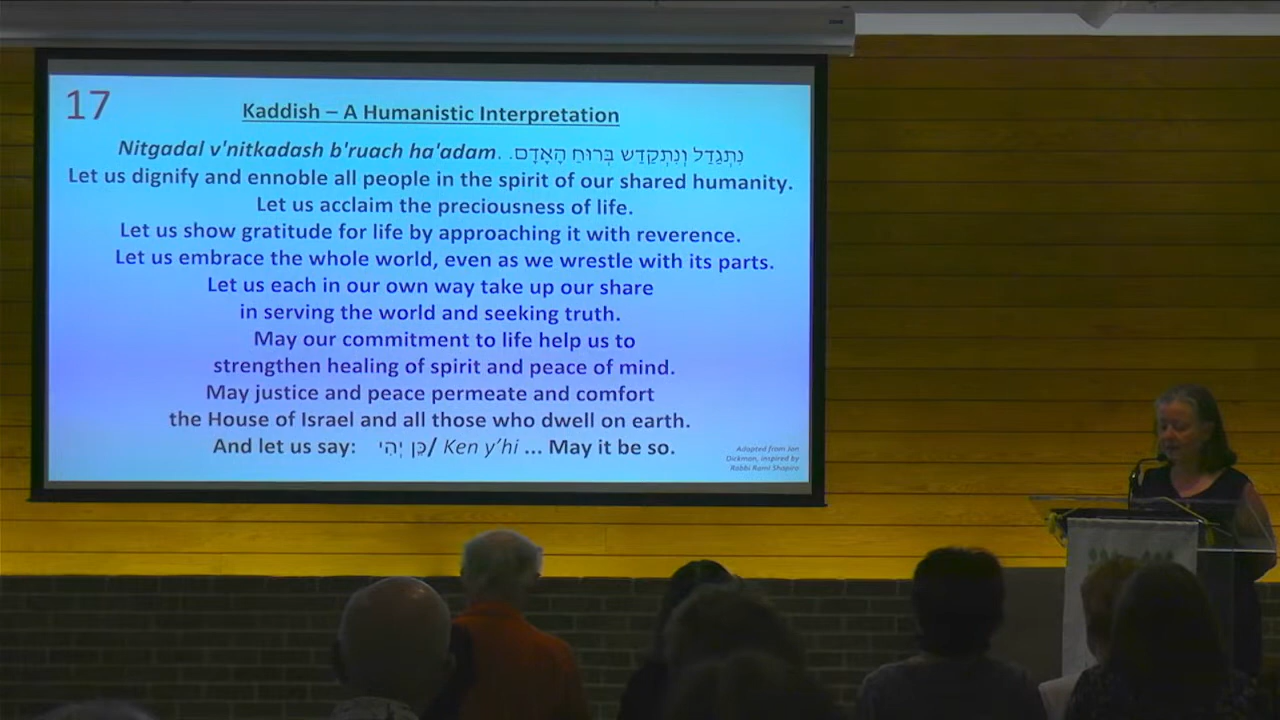 17
Kaddish – A Humanistic Interpretation
Nitgadal v'nitkadash b'ruach ha'adam. נִתְגַדַל וְנִתְקַדַש בְּרוּחַ הָאָדָם.
Let us dignify and ennoble all people in the spirit of our shared humanity.
Let us acclaim the preciousness of life.
Let us show gratitude for life by approaching it with reverence.
Let us embrace the whole world, even as we wrestle with its parts.
Let us each in our own way take up our share
in serving the world and seeking truth.
May our commitment to life help us to
strengthen healing of spirit and peace of mind.
May justice and peace permeate and comfort
the House of Israel and all those who dwell on earth.
And let us say: כֵּן יְהִי/ Ken y’hi ... May it be so.
Adapted from Jon
Dickman, inspired by
Rabbi Rami Shapiro